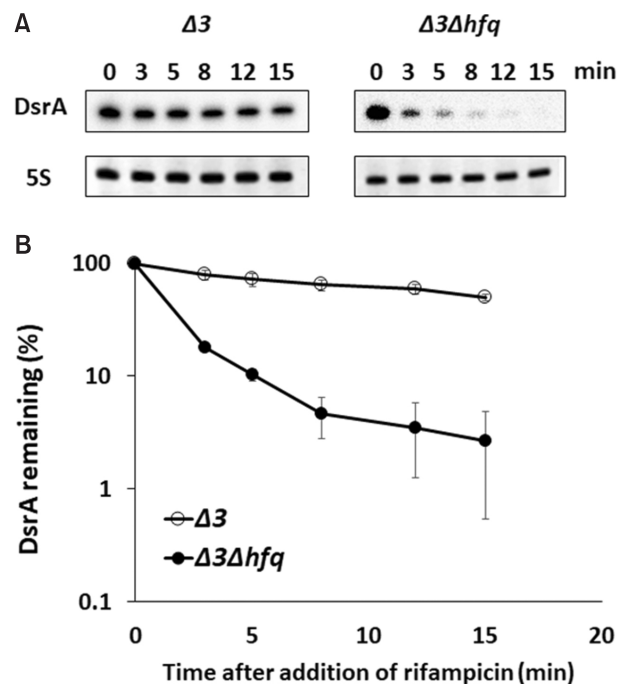 A
Δ3 Δ3Δhfq
0 3 5 8 12 15 0 3 5 8 12 15 min
DsrA
5S
B
100
10
1
0.1
DsrA remaining (%)
Δ3
Δ3Δhfq
0 5 10 15 20
Time after addition of rifampicin (min)